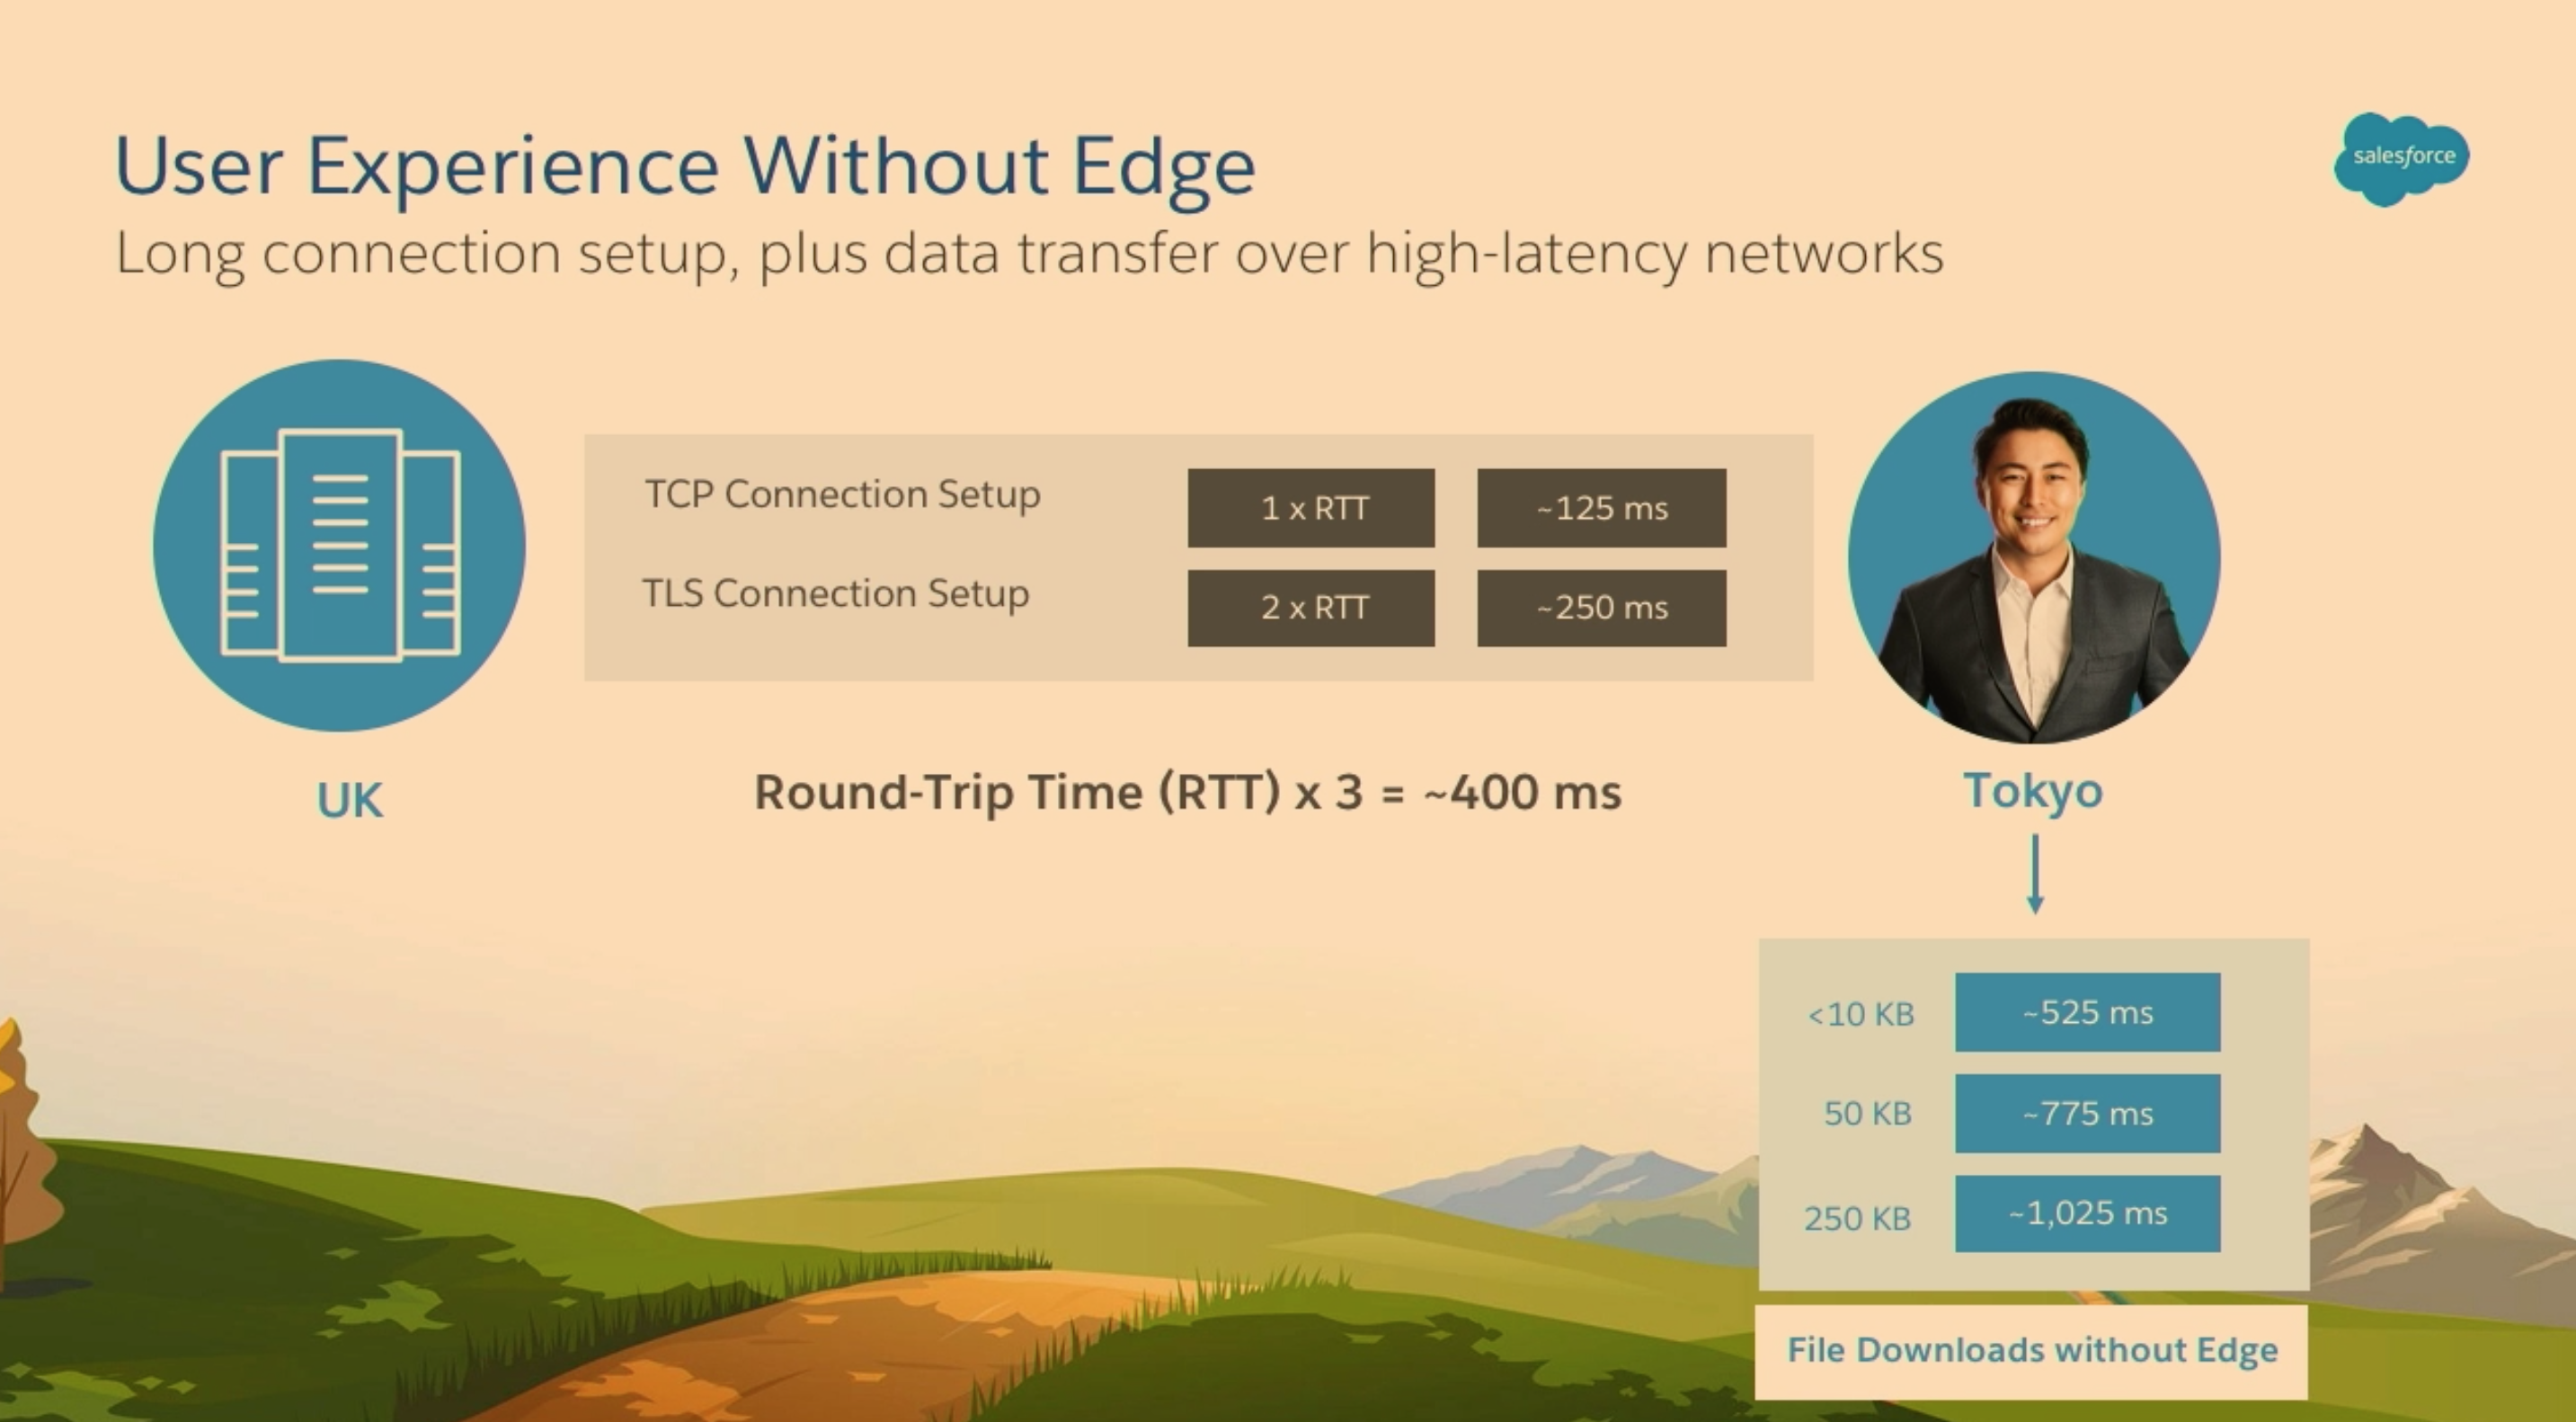 User Experience Without Edge
salesforce
Long connection setup, plus data transfer over high-latency networks
TCP Connection Setup 1 x RTT ~125 ms
TLS Connection Setup 2 x RTT ~250 ms
UK
Round-Trip Time (RTT) x 3 = ~400 ms
Tokyo
<10 KB ~525 ms
50 KB ~775 ms
250 KB ~1,025 ms
File Downloads without Edge